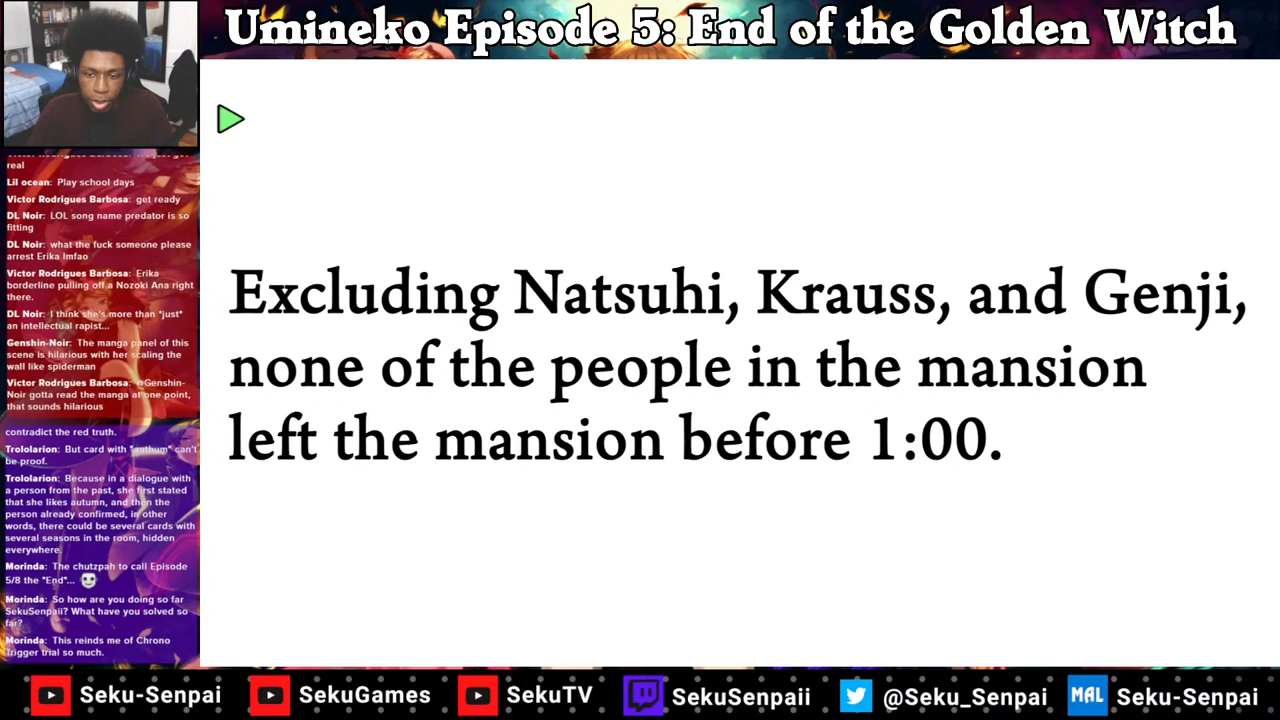 Umineko Episode 5: End of the Golden Witch
real
Lil ocean: Play school days
Victor Rodrigues Barbosa: get ready
DL Noir: LOL song name predator is so
fitting
DL Noir: what the fuck someone please
arrest Erika lmfao
Victor Rodrigues Barbosa: Erika
borderline pulling off a Nozoki Ana right
there.
DL Noir: I think she's more than *just*
an intellectual rapist...
Genshin-Noir: The manga panel of this
scene is hilarious with her scaling the
wall like spiderman
Victor Rodrigues Barbosa: @Genshin-
Noir gotta read the manga at one point,
that sounds hilarious
contradict the red truth.
Trololarion: But card with "authum" can't
be proof.
Trololarion: Because in a dialogue with
a person from the past, she first stated
that she likes autumn, and then the
person already confirmed, in other
words, there could be several cards with
several seasons in the room, hidden
everywhere.
Morinda: The chutzpah to call Episode
5/8 the "End"...
Morinda: So how are you doing so far
SekuSenpaii? What have you solved so
far?
Morinda: This reinds me of Chrono
Trigger trial so much.
Excluding Natsuhi, Krauss, and Genji,
none of the people in the mansion
left the mansion before 1:00.
Seku-Senpai SekuGames SekuTV SekuSenpaii @Seku_Senpai MAL Seku-Senpai